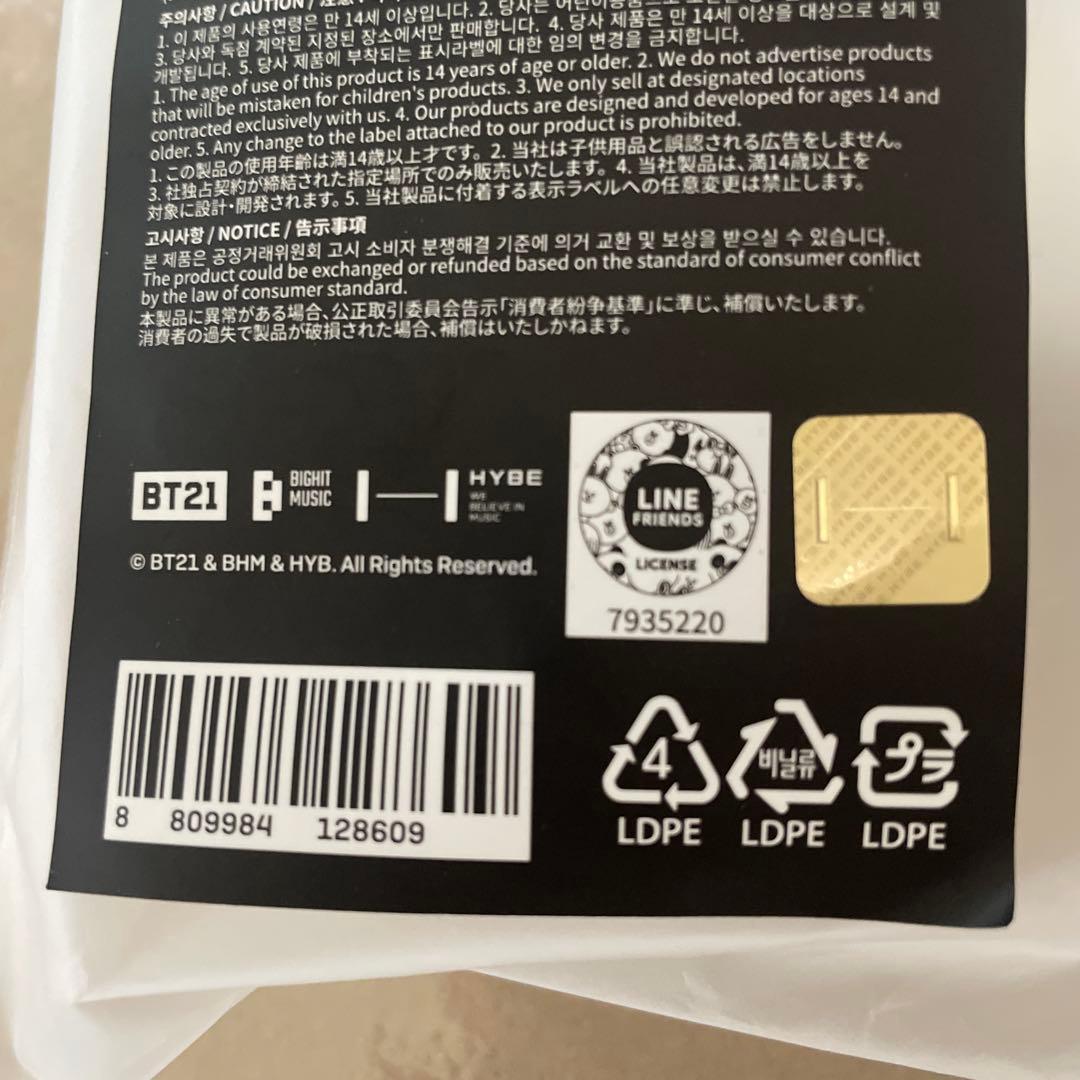 주의사항 / CAUTION / 注意
1. 이 제품의 사용연령은 만 14세 이상입니다. 2. 당사는 어린이용품으로
3. 당사와 독점 계약된 지정된 장소에서만 판매합니다. 4. 당사 제품은 만 14세 이상을 대상으로 설계 및
개발됩니다. 5. 당사 제품에 부착되는 표시라벨에 대한 임의 변경을 금지합니다.
1. The age of use of this product is 14 years of age or older. 2. We do not advertise products
that will be mistaken for children's products. 3. We only sell at designated locations
contracted exclusively with us. 4. Our products are designed and developed for ages 14 and
older. 5. Any change to the label attached to our product is prohibited.
1. この製品の使用年齢は満14歳以上才です。2. 当社は子供用品と誤認される広告をしません。
3. 社独占契約が締結された指定場所でのみ販売いたします。4. 当社製品は、満14歳以上を
対象に設計・開発されます。5. 当社製品に付着する表示ラベルへの任意変更は禁止します。
고시사항 / NOTICE / 告示事項
본 제품은 공정거래위원회 고시 소비자 분쟁해결 기준에 의거 교환 및 보상을 받으실 수 있습니다.
The product could be exchanged or refunded based on the standard of consumer conflict
by the law of consumer standard.
本製品に異常がある場合、公正取引委員会告示「消費者紛争基準」に準じ、補償いたします。
消費者の過失で製品が破損された場合、補償はいたしかねます。
BT21
BIGHIT
MUSIC
HYBE
WE
BELIEVE IN
MUSIC
© BT21 & BHM & HYB. All Rights Reserved.
LINE
FRIENDS
LICENSE
7935220
HYBE HYBE HYBE
8 809984 128609
4
LDPE
비닐류
LDPE
プラ
LDPE